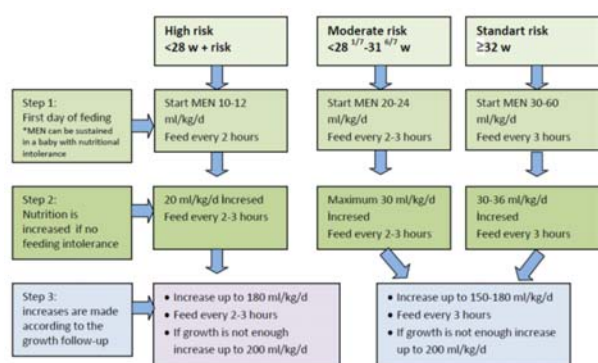 High risk
<28 w + risk
Moderate risk
<28 1/7-31 6/7 w
Standart risk
≥32 w
Step 1:
First day of feding
*MEN can be sustained
in a baby with nutritional
intolerance
Start MEN 10-12
ml/kg/d
Feed every 2 hours
Start MEN 20-24
ml/kg/d
Feed every 2-3 hours
Start MEN 30-60
ml/kg/d
Feed every 3 hours
Step 2:
Nutrition is
increased if no
feeding intolerance
20 ml/kg/d İncresed
Feed every 2-3 hours
Maximum 30 ml/kg/d
İncresed
Feed every 2-3 hours
30-36 ml/kg/d
İncresed
Feed every 3 hours
Step 3:
increases are made
according to the
growth follow-up
• Increase up to 180 ml/kg/d
• Feed every 2-3 hours
• If growth is not enough
increase up to 200 ml/kg/d
• Increase up to 150-180 ml/kg/d
• Feed every 3 hours
• If growth is not enough increase
up to 200 ml/kg/d